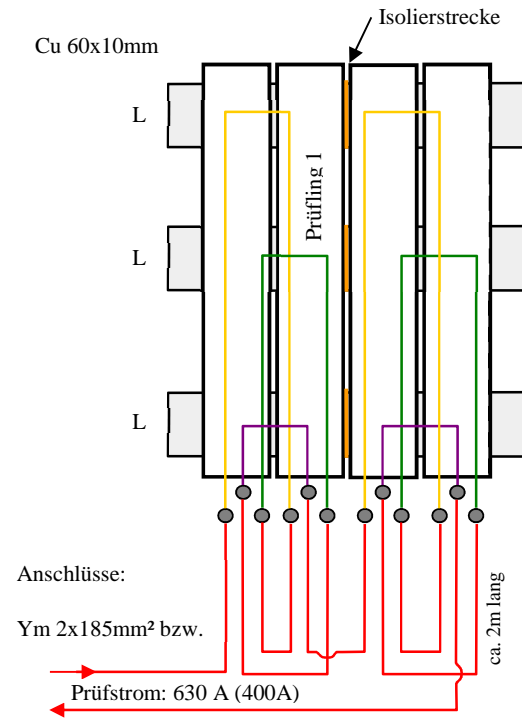 Isolierstrecke
Cu 60x10mm
L
Prüfling 1
L
L
Anschlüsse:
Ym 2x185mm² bzw.
ca. 2m lang
Prüfstrom: 630 A (400A)